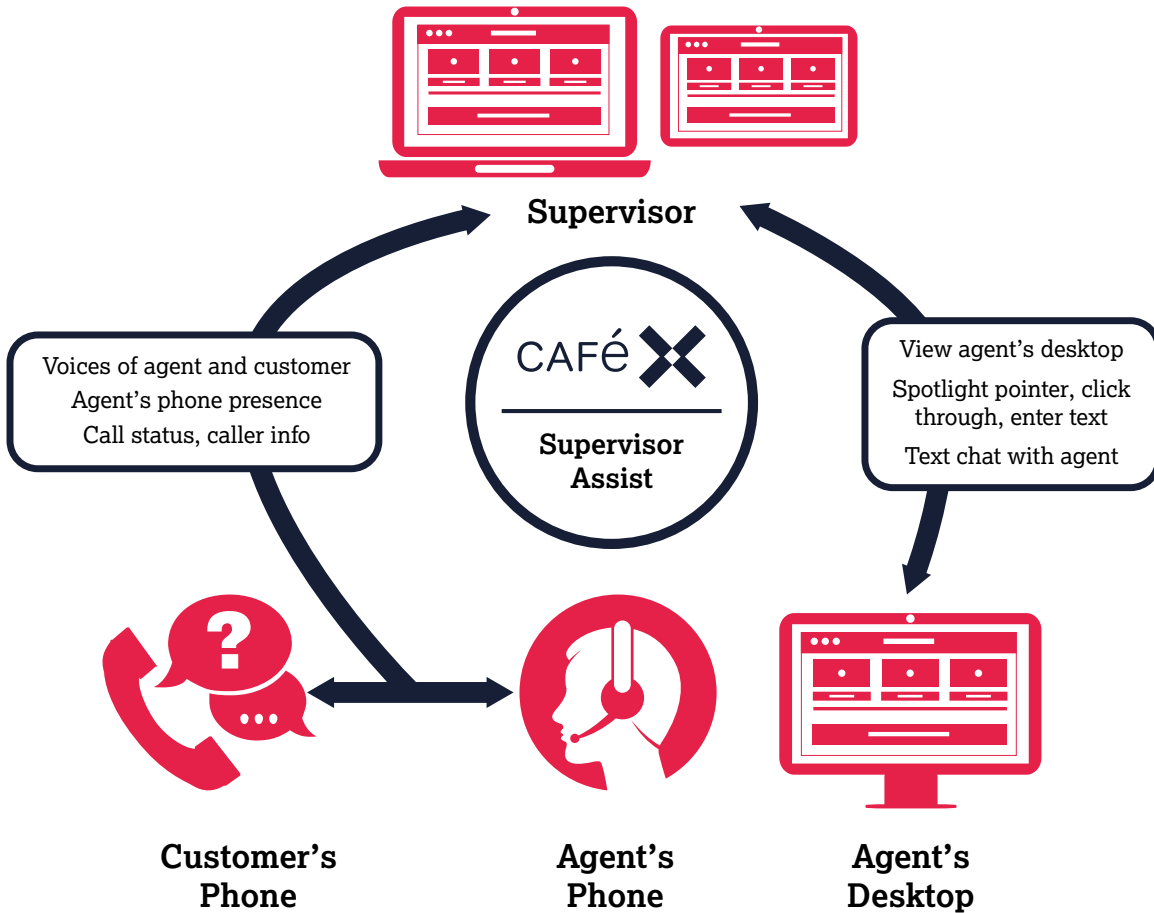 Supervisor
CAFé X
Supervisor
Assist
Voices of agent and customer
Agent's phone presence
Call status, caller info
View agent's desktop
Spotlight pointer, click
through, enter text
Text chat with agent
?
Customer's
Phone
Agent's
Phone
Agent's
Desktop